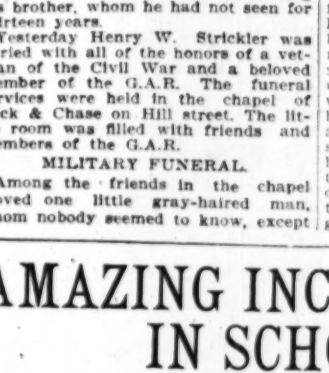 s brother, whom he had not seen for
irteen years.
Yesterday Henry W. Strickler was
ried with all of the honors of a vet-
an of the Civil War and a beloved
ember of the G.A.R. The funeral
rvices were held in the chapel of
ck & Chase on Hill street. The lit-
room was filled with friends and
embers of the G.A.R.
MILITARY FUNERAL.
Among the friends in the chapel
oved one little gray-haired man,
hom nobody seemed to know, except
AMAZING INC
IN SCHO